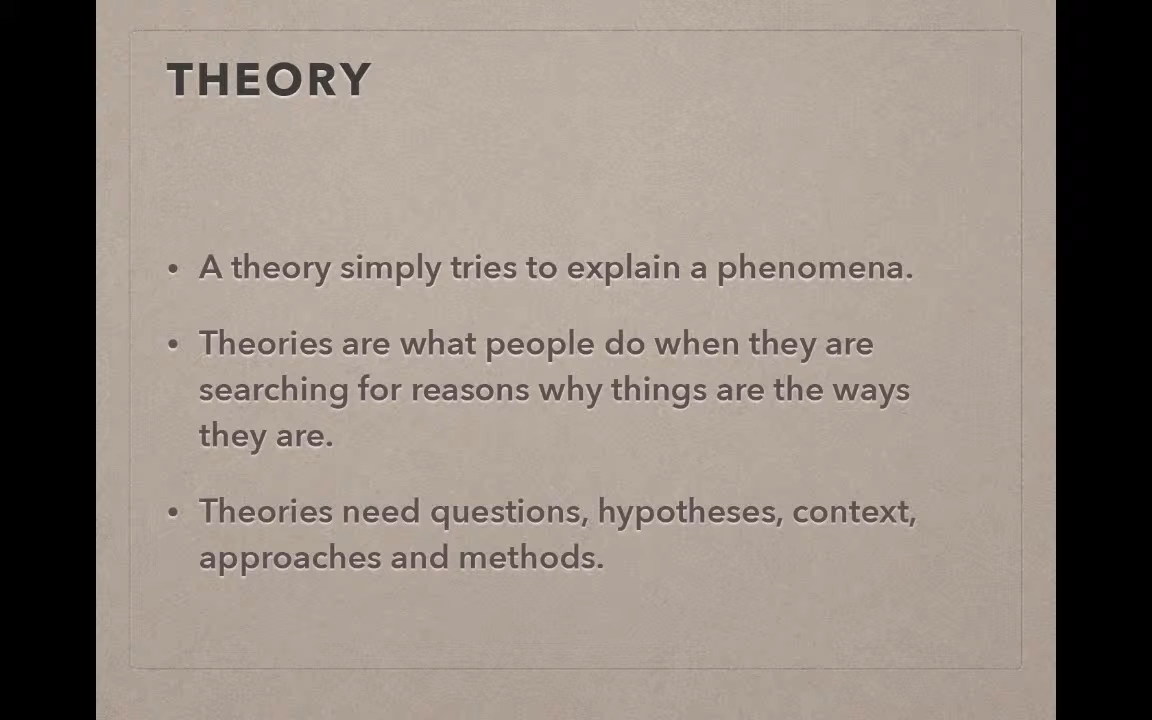 THEORY
• A theory simply tries to explain a phenomena.
• Theories are what people do when they are
searching for reasons why things are the ways
they are.
• Theories need questions, hypotheses, context,
approaches and methods.